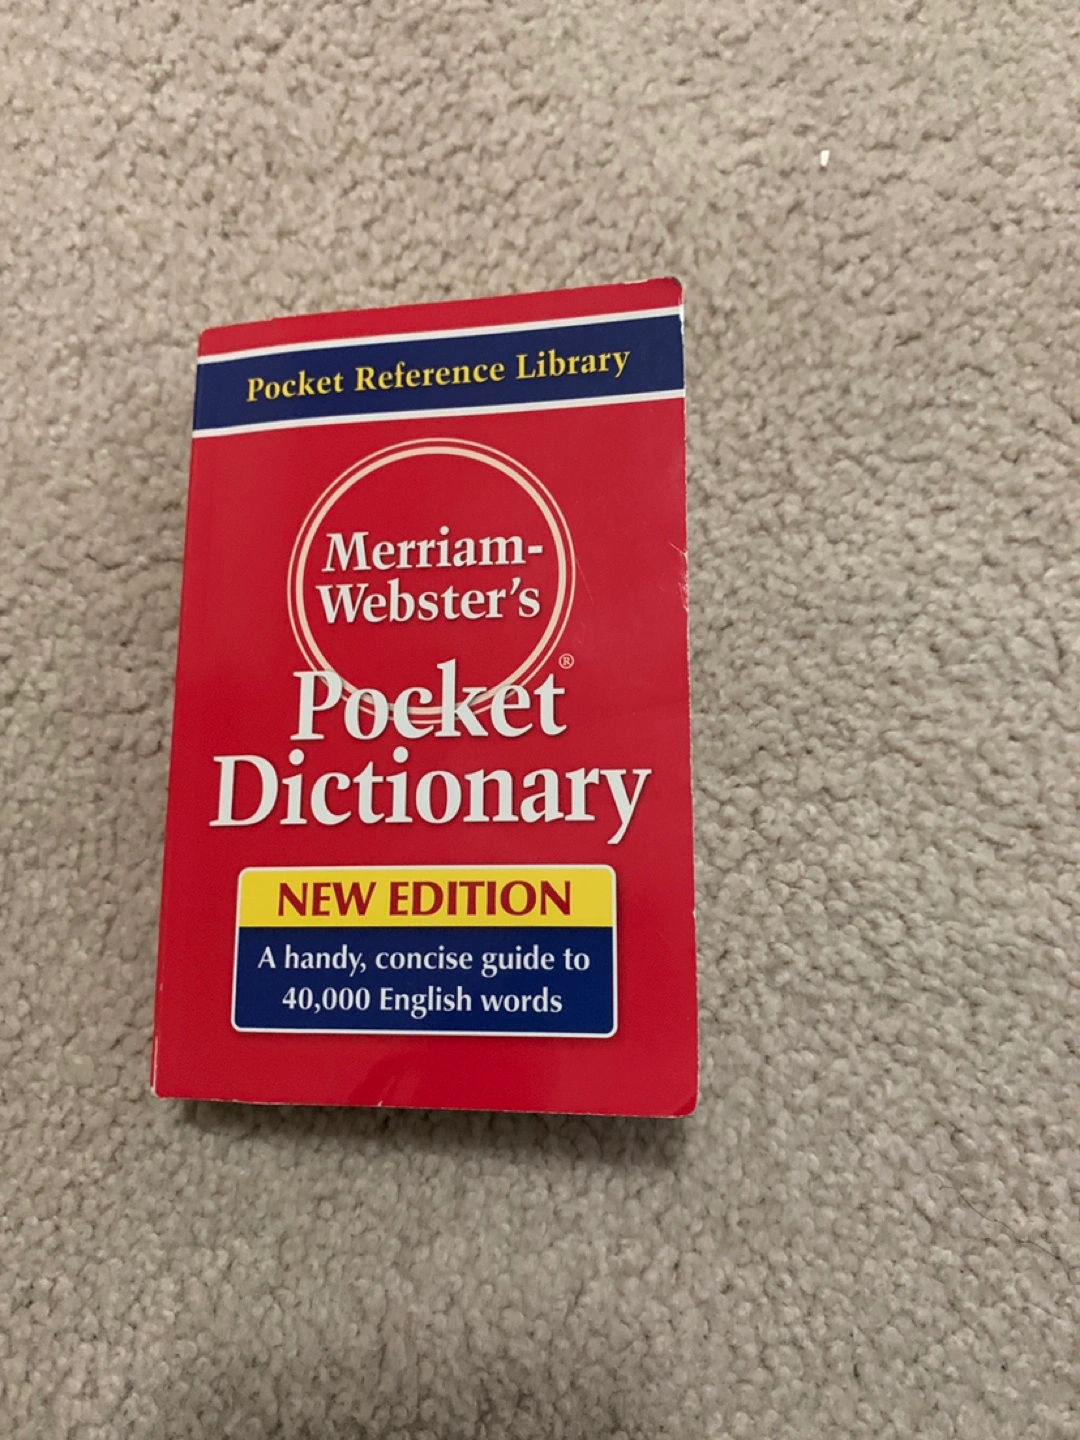 Pocket Reference Library
Merriam-
Webster's
Pocket®
Dictionary
NEW EDITION
A handy, concise guide to
40,000 English words